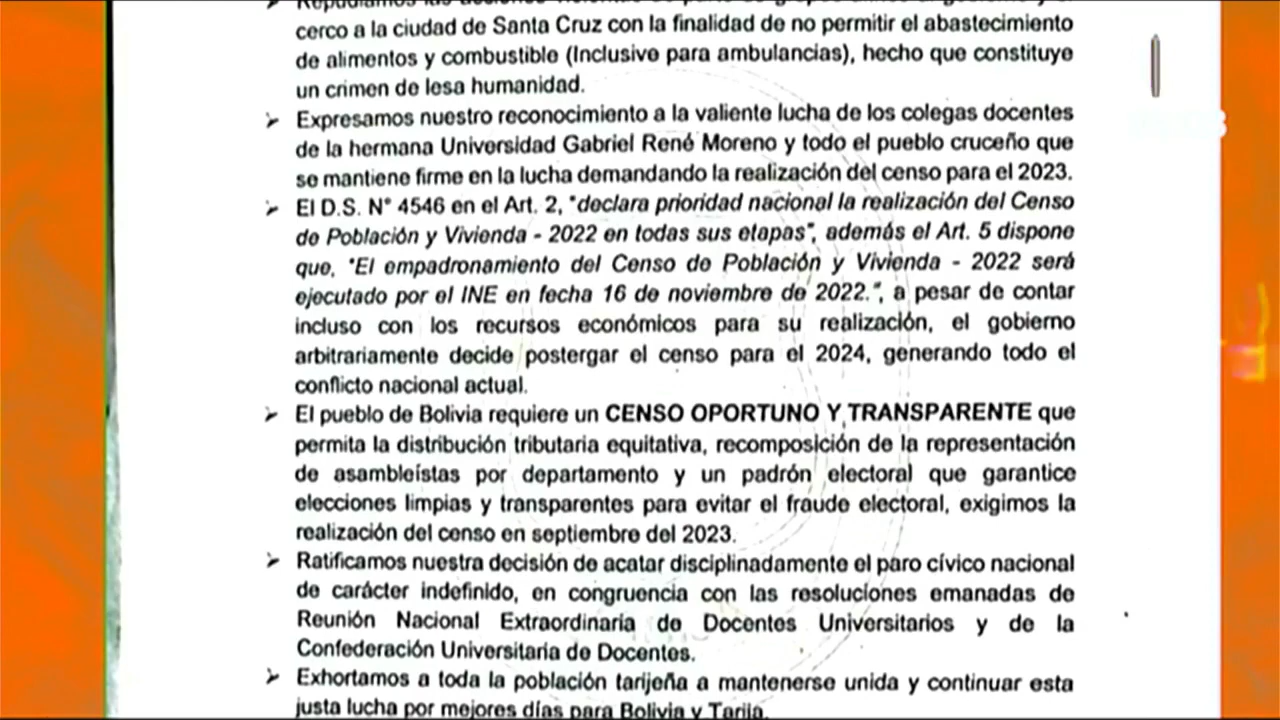 cerco a la ciudad de Santa Cruz con la finalidad de no permitir el abastecimiento
de alimentos y combustible (Inclusive para ambulancias), hecho que constituye
un crimen de lesa humanidad.
➢ Expresamos nuestro reconocimiento a la valiente lucha de los colegas docentes
de la hermana Universidad Gabriel René Moreno y todo el pueblo cruceño que
se mantiene firme en la lucha demandando la realización del censo para el 2023.
➢ El D.S. N° 4546 en el Art. 2, "declara prioridad nacional la realización del Censo
de Población y Vivienda - 2022 en todas sus etapas", además el Art. 5 dispone
que, "El empadronamiento del Censo de Población y Vivienda - 2022 será
ejecutado por el INE en fecha 16 de noviembre de 2022.", a pesar de contar
incluso con los recursos económicos para su realización, el gobierno
arbitrariamente decide postergar el censo para el 2024, generando todo el
conflicto nacional actual.
➢ El pueblo de Bolivia requiere un CENSO OPORTUNO Y TRANSPARENTE que
permita la distribución tributaria equitativa, recomposición de la representación
de asambleístas por departamento y un padrón electoral que garantice
elecciones limpias y transparentes para evitar el fraude electoral, exigimos la
realización del censo en septiembre del 2023.
➢ Ratificamos nuestra decisión de acatar disciplinadamente el paro cívico nacional
de carácter indefinido, en congruencia con las resoluciones emanadas de
Reunión Nacional Extraordinaria de Docentes Universitarios y de la
Confederación Universitaria de Docentes.
➢ Exhortamos a toda la población tarijeña a mantenerse unida y continuar esta
justa lucha por mejores días para Bolivia y Tarija.